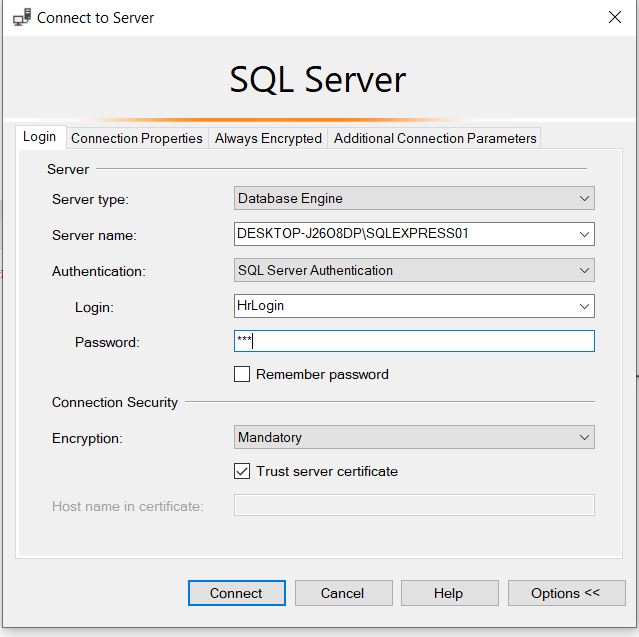 Connect to Server
SQL Server
Login Connection Properties Always Encrypted Additional Connection Parameters
Server
Server type: Database Engine
Server name: DESKTOP-J26O8DP\SQLEXPRESS01
Authentication: SQL Server Authentication
Login: HrLogin
Password: ***
Remember password
Connection Security
Encryption: Mandatory
Trust server certificate
Host name in certificate:
Connect Cancel Help Options <<